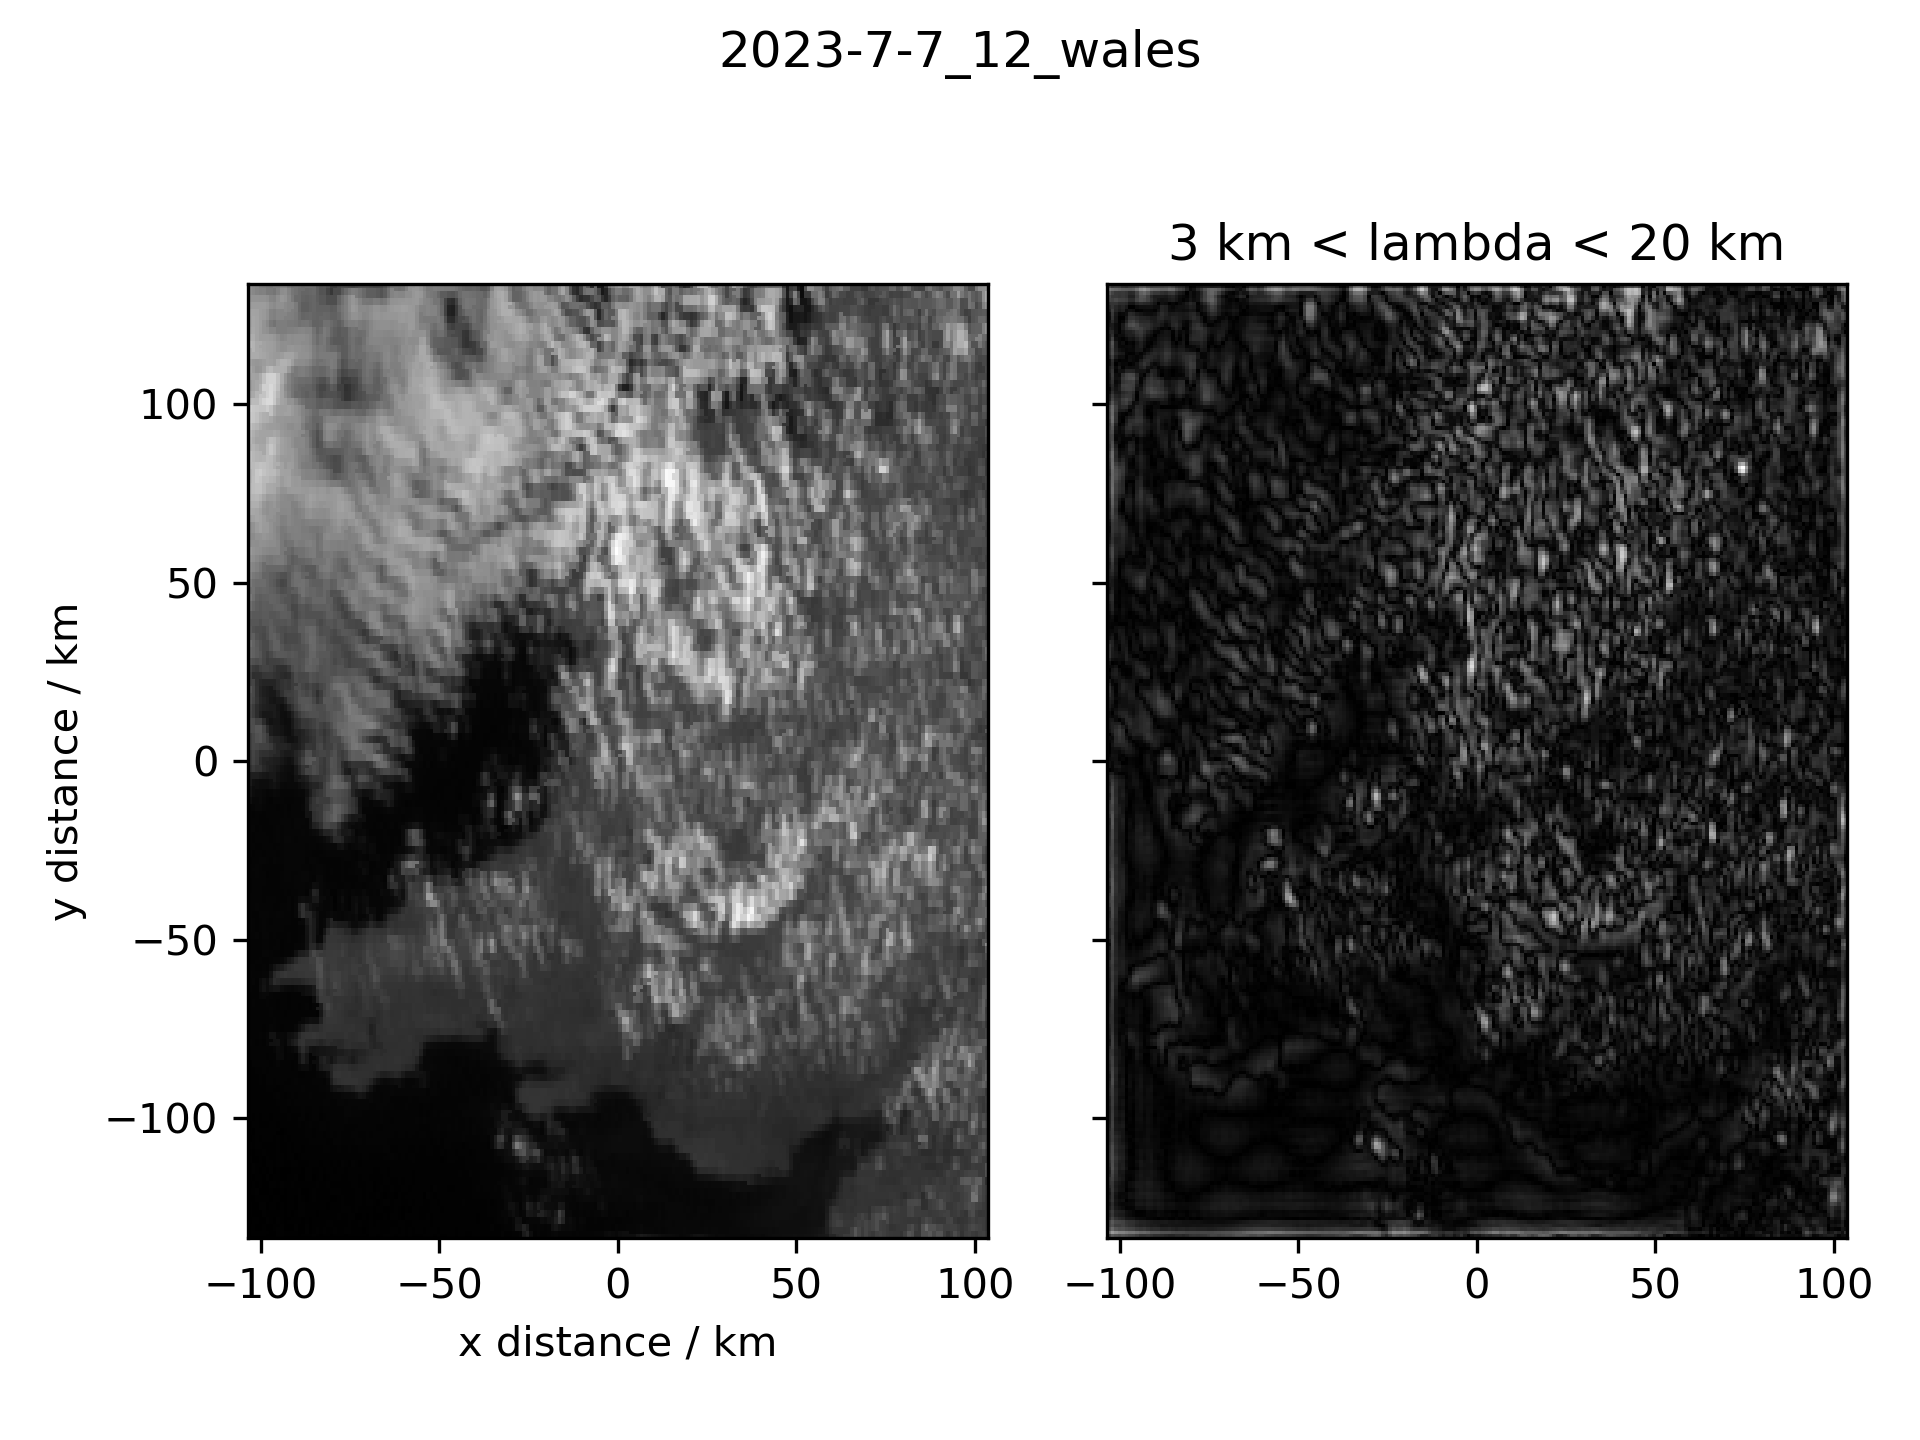 2023-7-7_12_wales
3 km < lambda < 20 km
100
50
0
−50
−100
y distance / km
−100 −50 0 50 100
x distance / km
−100 −50 0 50 100